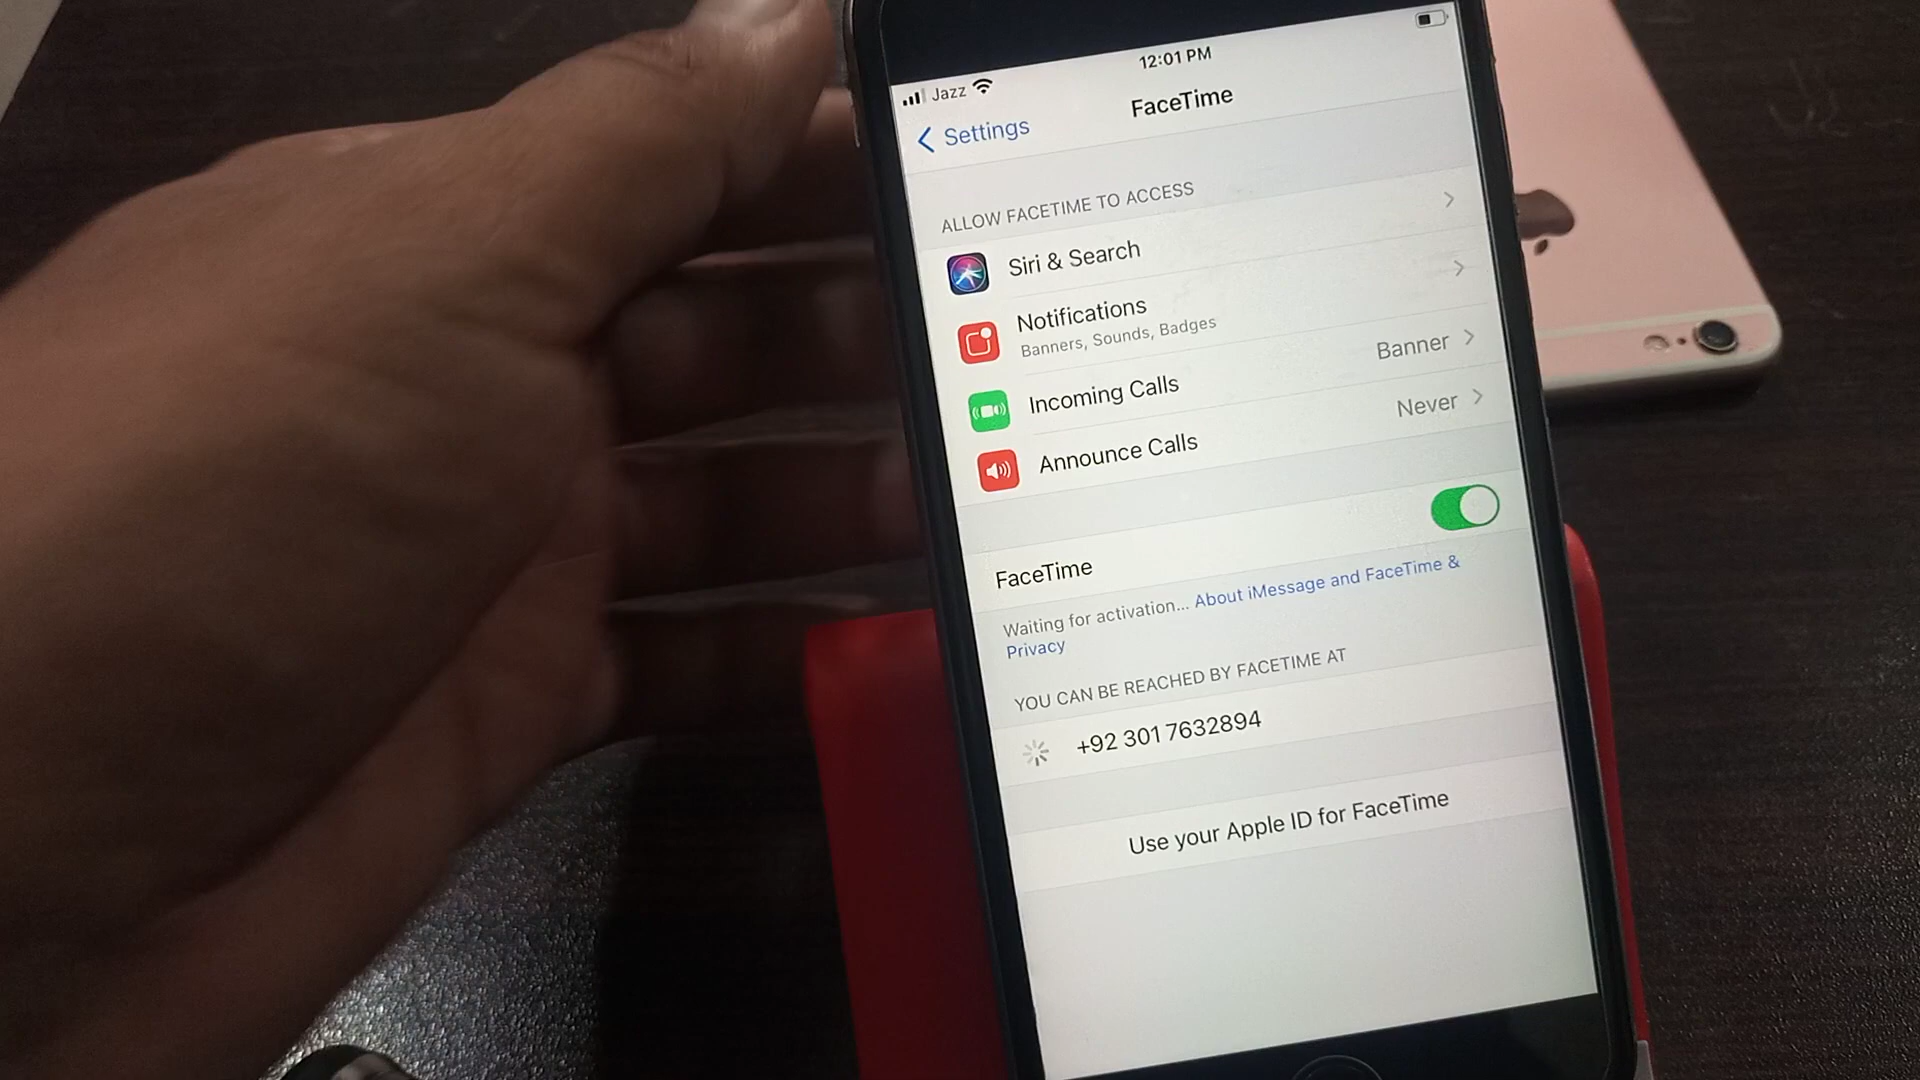 12:01 PM
Jazz
Settings
FaceTime
ALLOW FACETIME TO ACCESS
Siri & Search
Notifications
Banners, Sounds, Badges
Incoming Calls
Banner
Announce Calls
Never
FaceTime
Waiting for activation... About iMessage and FaceTime &
Privacy
YOU CAN BE REACHED BY FACETIME AT
+92 301 7632894
Use your Apple ID for FaceTime